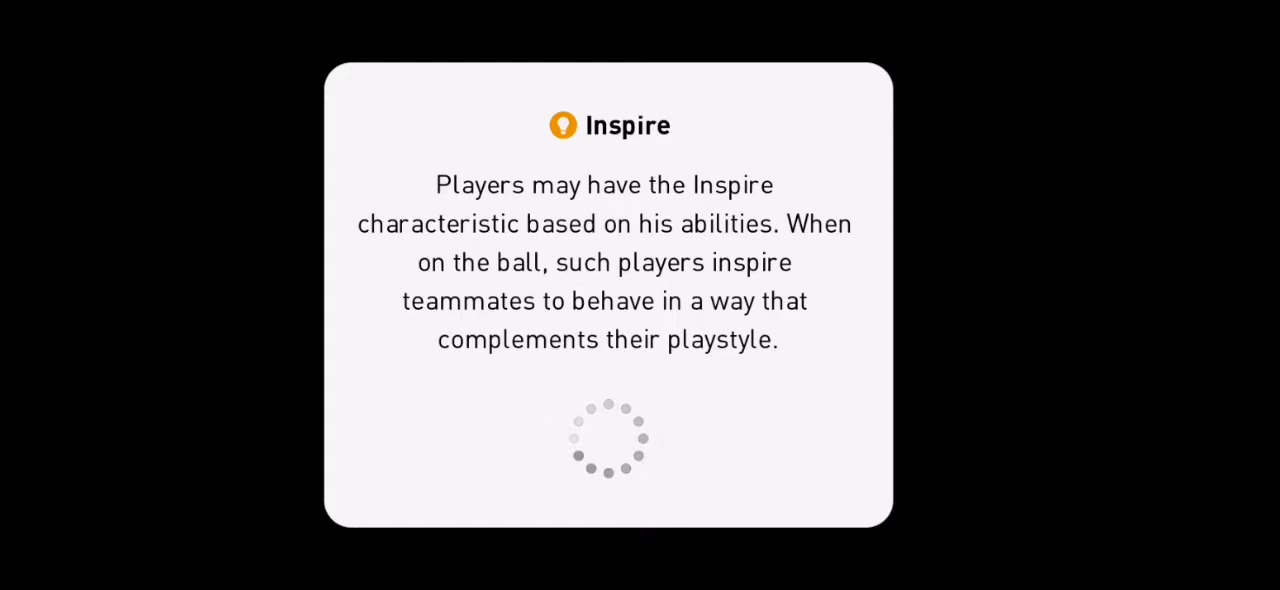 Inspire
Players may have the Inspire
characteristic based on his abilities. When
on the ball, such players inspire
teammates to behave in a way that
complements their playstyle.